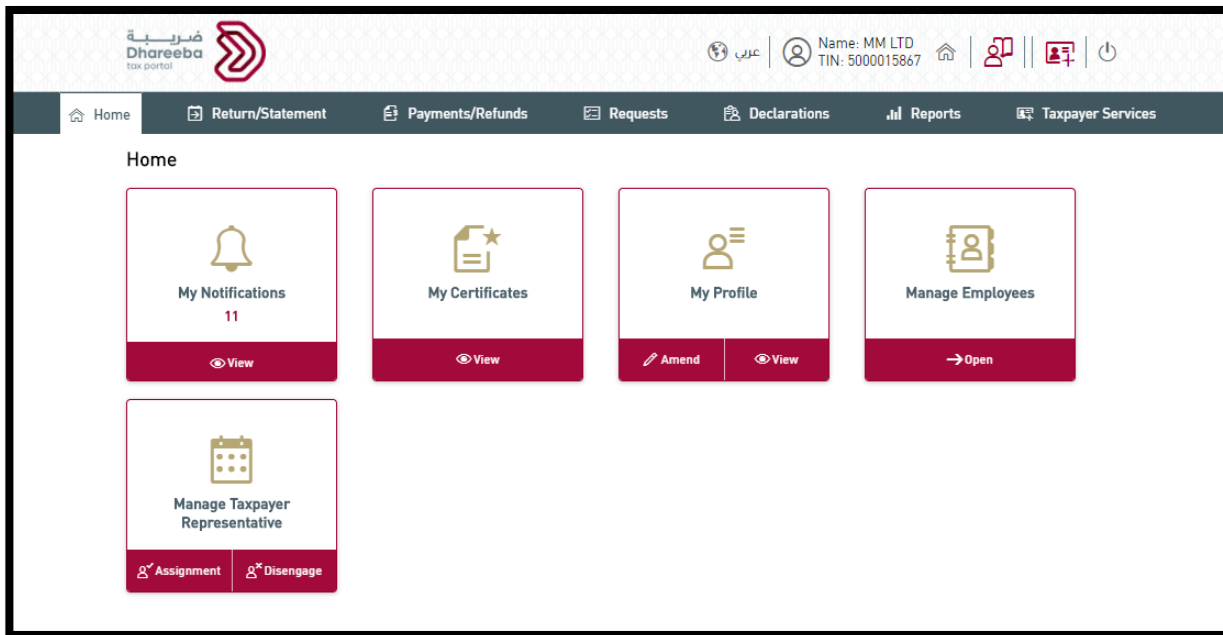 ضريبة
Dhareeba
tax portal
عربي
Name: MM LTD
TIN: 5000015867
Home
Return/Statement
Payments/Refunds
Requests
Declarations
Reports
Taxpayer Services
Home
My Notifications
11
View
My Certificates
View
My Profile
Amend
View
Manage Employees
Open
Manage Taxpayer
Representative
Assignment
Disengage